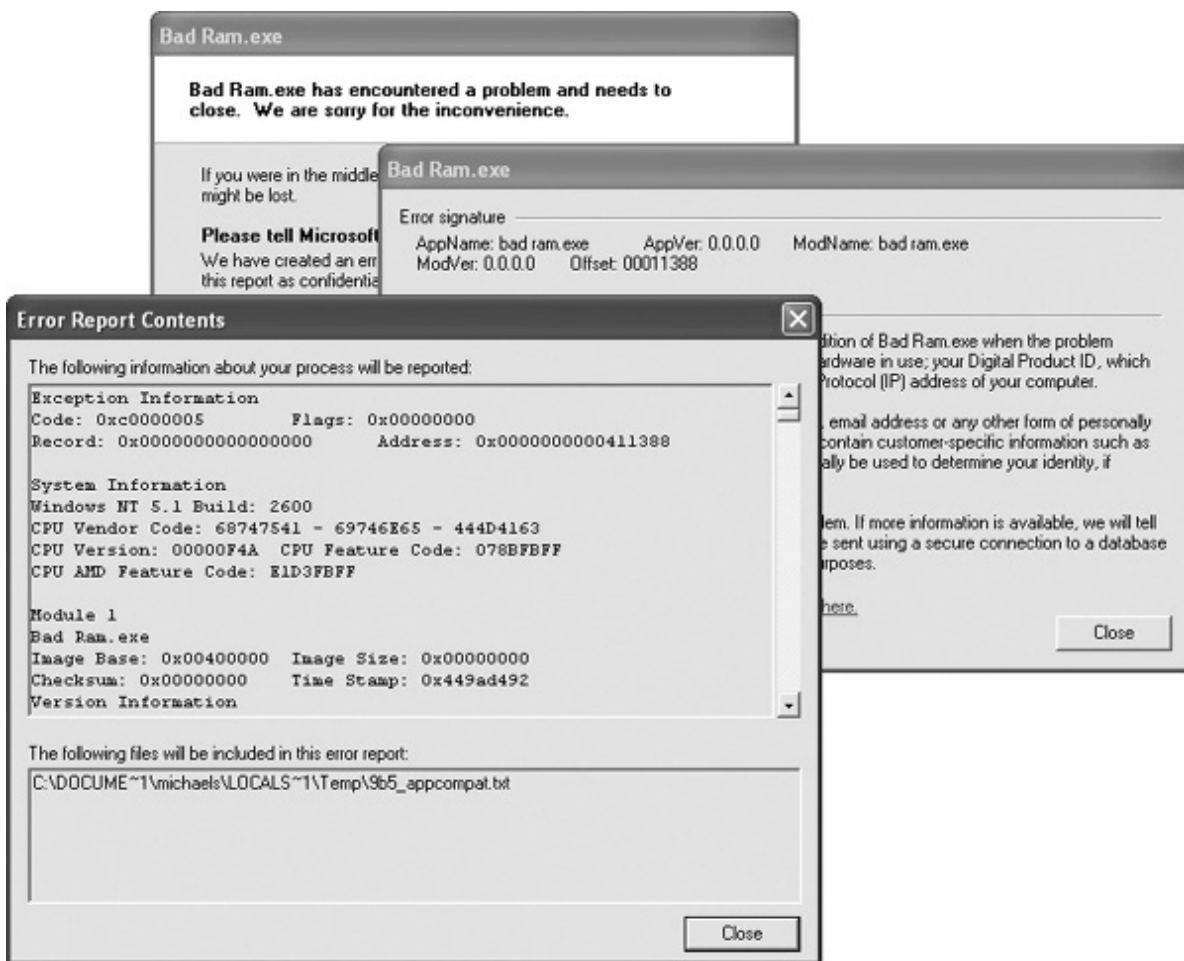 Bad Ram.exe
Bad Ram.exe has encountered a problem and needs to
close. We are sorry for the inconvenience.
If you were in the middle
might be lost.
Please tell Microsoft
We have created an err
this report as confidentia
Bad Ram.exe
Error signature
AppName: bad ram.exe AppVer: 0.0.0.0 ModName: bad ram.exe
ModVer: 0.0.0.0 Offset: 00011388
dition of Bad Ram.exe when the problem
ardware in use; your Digital Product ID, which
Protocol (IP) address of your computer.
email address or any other form of personally
contain customer-specific information such as
ally be used to determine your identity, if
lem. If more information is available, we will tell
e sent using a secure connection to a database
rposes.
here.
Close
Error Report Contents
The following information about your process will be reported:
Exception Information
Code: 0xc0000005 Flags: 0x00000000
Record: 0x0000000000000000 Address: 0x0000000000411388
System Information
Windows NT 5.1 Build: 2600
CPU Vendor Code: 68747541 - 69746E65 - 444D4163
CPU Version: 00000F4A CPU Feature Code: 078BFBFF
CPU AMD Feature Code: E1D3FBFF
Module 1
Bad Ram.exe
Image Base: 0x00400000 Image Size: 0x00000000
Checksum: 0x00000000 Time Stamp: 0x449ad492
Version Information
The following files will be included in this error report:
C:\DOCUME~1\michaels\LOCALS~1\Temp\9b5_appcompat.txt
Close